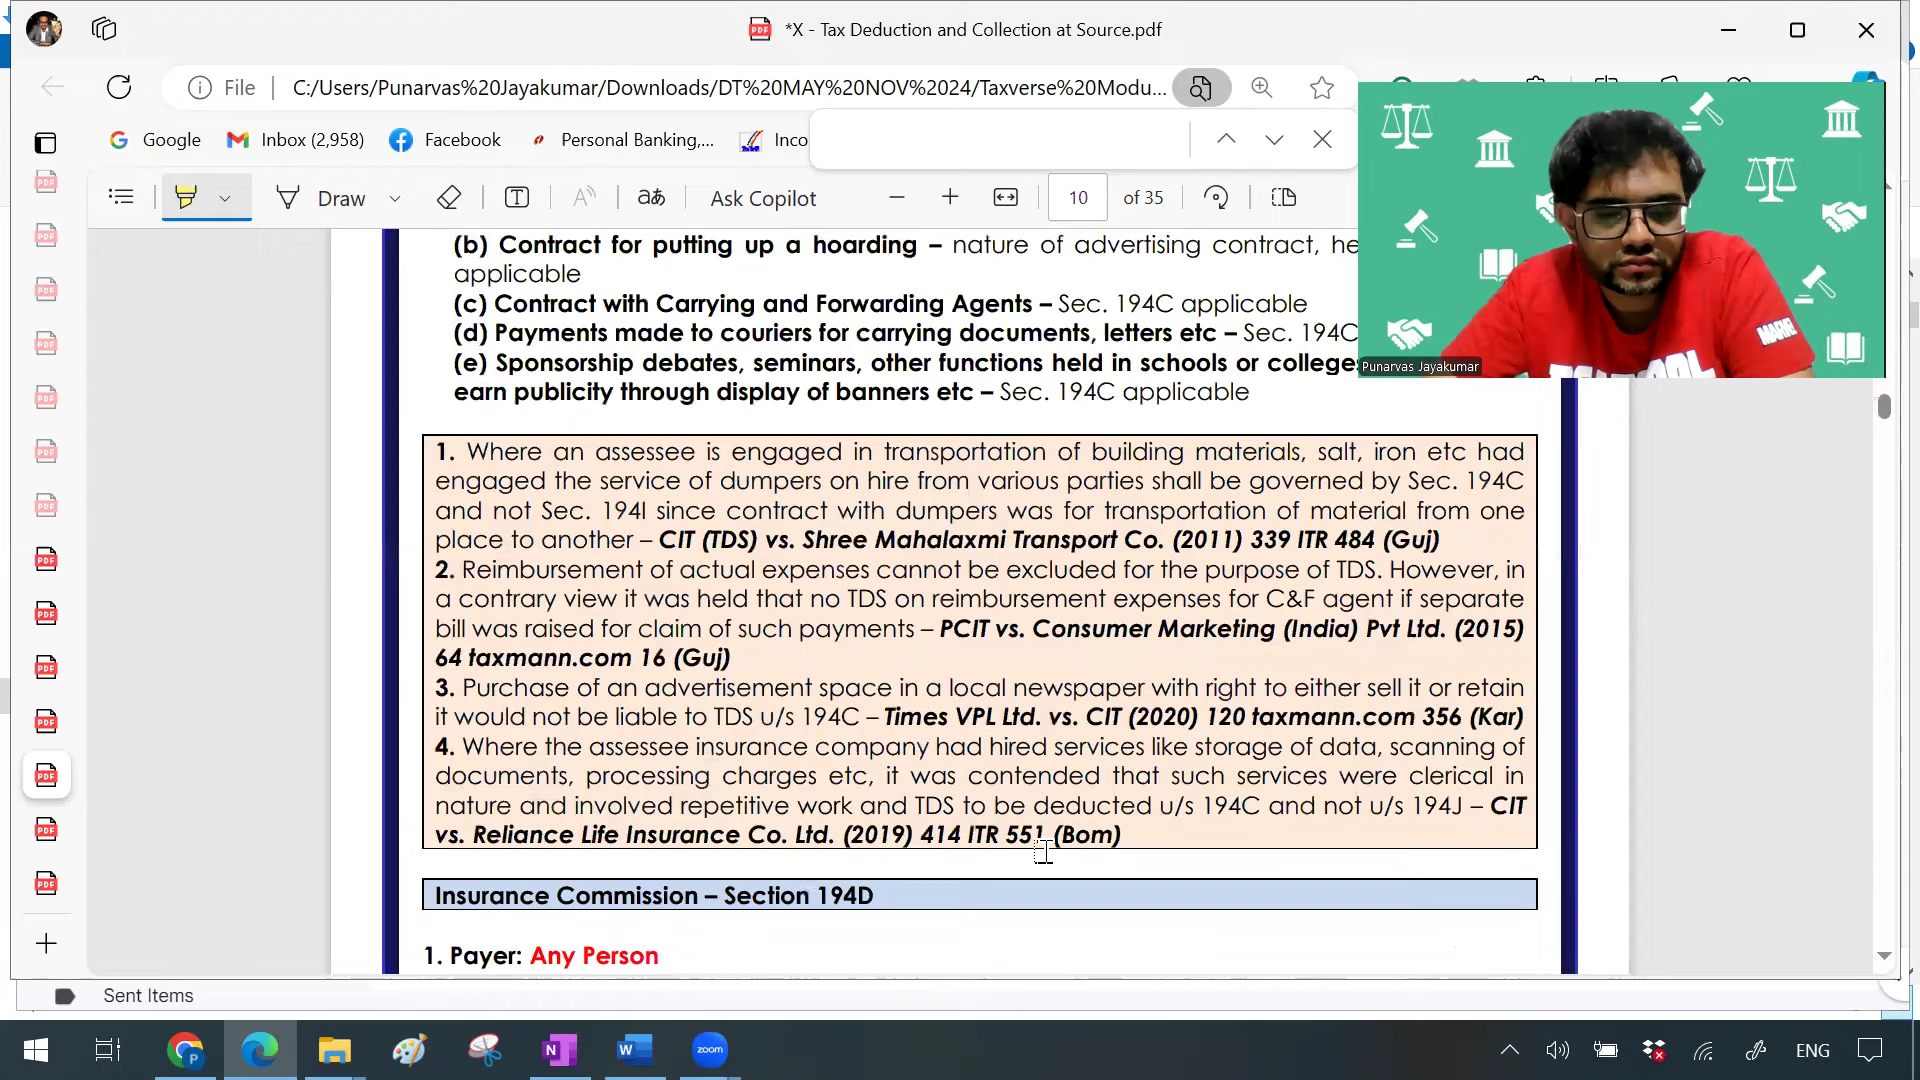 *X - Tax Deduction and Collection at Source.pdf
File
C:/Users/Punarvas%20Jayakumar/Downloads/DT%20MAY%20NOV%202024/Taxverse%20Modu...
Google
Inbox (2,958)
Facebook
Personal Banking,...
Inco
Draw
Ask Copilot
10 of 35
(b) Contract for putting up a hoarding – nature of advertising contract, he
applicable
(c) Contract with Carrying and Forwarding Agents – Sec. 194C applicable
(d) Payments made to couriers for carrying documents, letters etc – Sec. 194C
(e) Sponsorship debates, seminars, other functions held in schools or colleges
earn publicity through display of banners etc – Sec. 194C applicable
MARVEL
Punarvas Jayakumar
1. Where an assessee is engaged in transportation of building materials, salt, iron etc had
engaged the service of dumpers on hire from various parties shall be governed by Sec. 194C
and not Sec. 194I since contract with dumpers was for transportation of material from one
place to another – CIT (TDS) vs. Shree Mahalaxmi Transport Co. (2011) 339 ITR 484 (Guj)
2. Reimbursement of actual expenses cannot be excluded for the purpose of TDS. However, in
a contrary view it was held that no TDS on reimbursement expenses for C&F agent if separate
bill was raised for claim of such payments – PCIT vs. Consumer Marketing (India) Pvt Ltd. (2015)
64 taxmann.com 16 (Guj)
3. Purchase of an advertisement space in a local newspaper with right to either sell it or retain
it would not be liable to TDS u/s 194C – Times VPL Ltd. vs. CIT (2020) 120 taxmann.com 356 (Kar)
4. Where the assessee insurance company had hired services like storage of data, scanning of
documents, processing charges etc, it was contended that such services were clerical in
nature and involved repetitive work and TDS to be deducted u/s 194C and not u/s 194J – CIT
vs. Reliance Life Insurance Co. Ltd. (2019) 414 ITR 551 (Bom)
Insurance Commission – Section 194D
1. Payer: Any Person
Sent Items
zoom
ENG